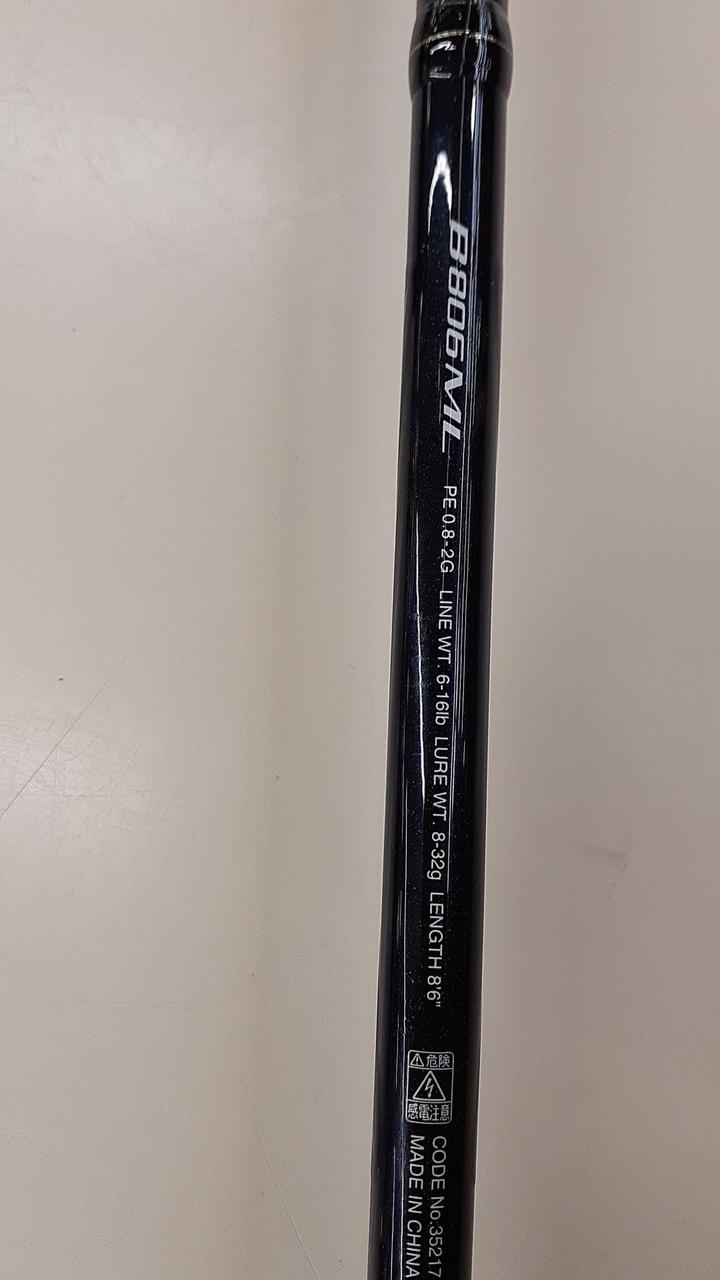 B806ML
PE 0.8-2G LINE WT. 6-16lb LURE WT. 8-32g LENGTH 8'6"
危険
感電注意
CODE No.35217
MADE IN CHINA